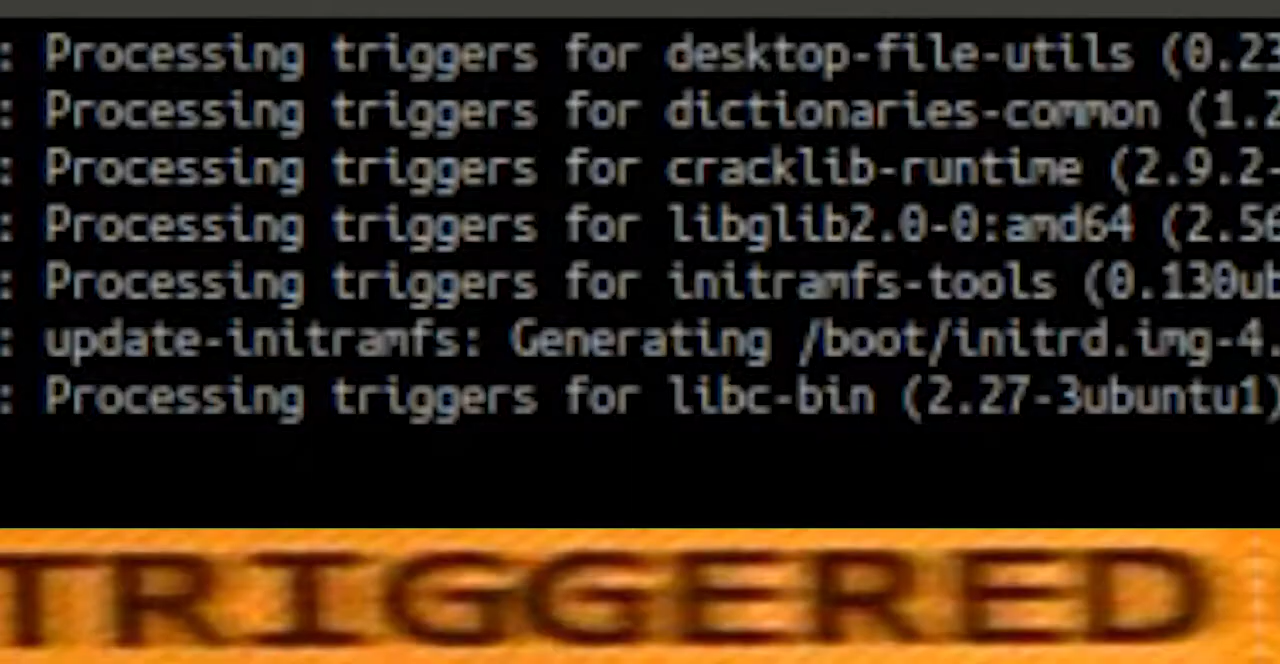 : Processing triggers for desktop-file-utils (0.23
: Processing triggers for dictionaries-common (1.2
: Processing triggers for cracklib-runtime (2.9.2-
: Processing triggers for libglib2.0-0:amd64 (2.56
: Processing triggers for initramfs-tools (0.130ub
: update-initramfs: Generating /boot/initrd.img-4.
: Processing triggers for libc-bin (2.27-3ubuntu1)
TRIGGERED